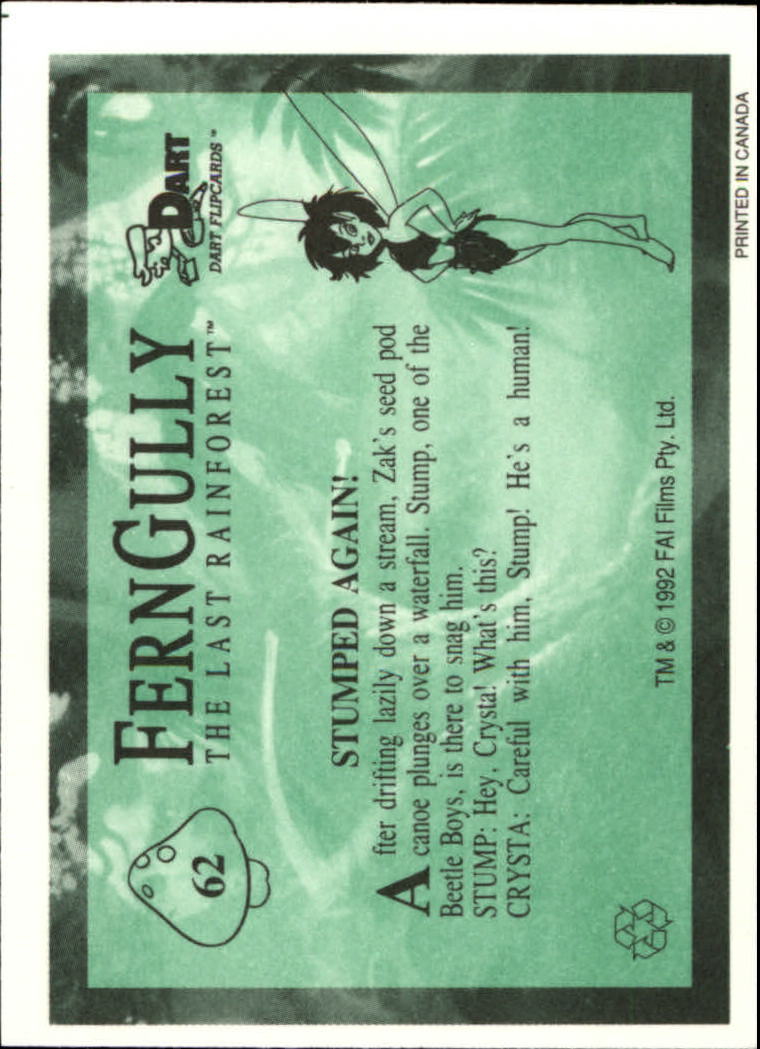 62
FERNGULLY
THE LAST RAINFOREST™
DART
DART FLIPCARDS™
STUMPED AGAIN!
After drifting lazily down a stream, Zak's seed pod
canoe plunges over a waterfall. Stump, one of the
Beetle Boys, is there to snag him.
STUMP: Hey, Crysta! What's this?
CRYSTA: Careful with him, Stump! He's a human!
TM & © 1992 FAI Films Pty. Ltd.
PRINTED IN CANADA